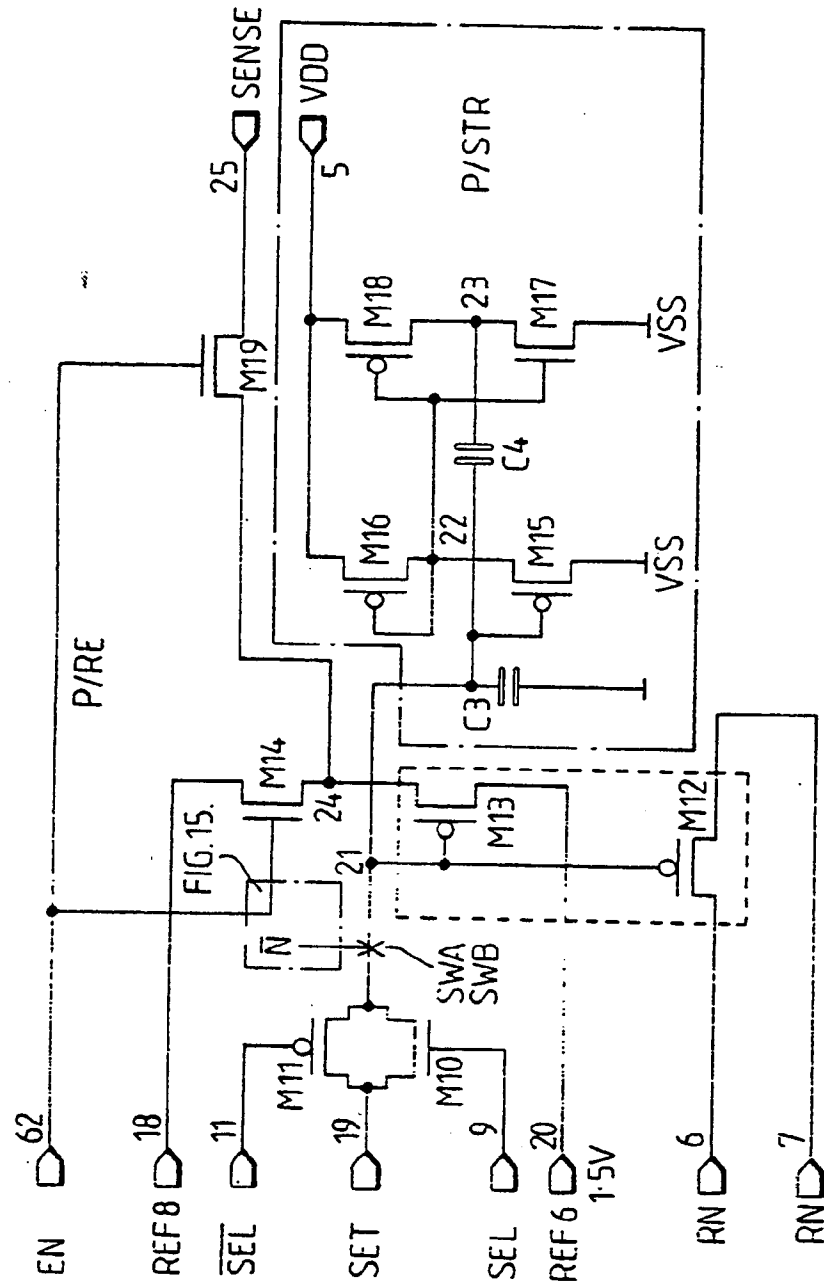 EN
62
REF 8
18
SEL
11
SET
19
SEL
9
REF 6
20
1·5V
RN
6
RN
7
P/RE
FIG.15.
N
SWA
SWB
M11
M10
21
24
M14
M13
M12
M19
25
SENSE
VDD
5
P/STR
M16
M18
22
23
C4
C3
M15
M17
VSS
VSS